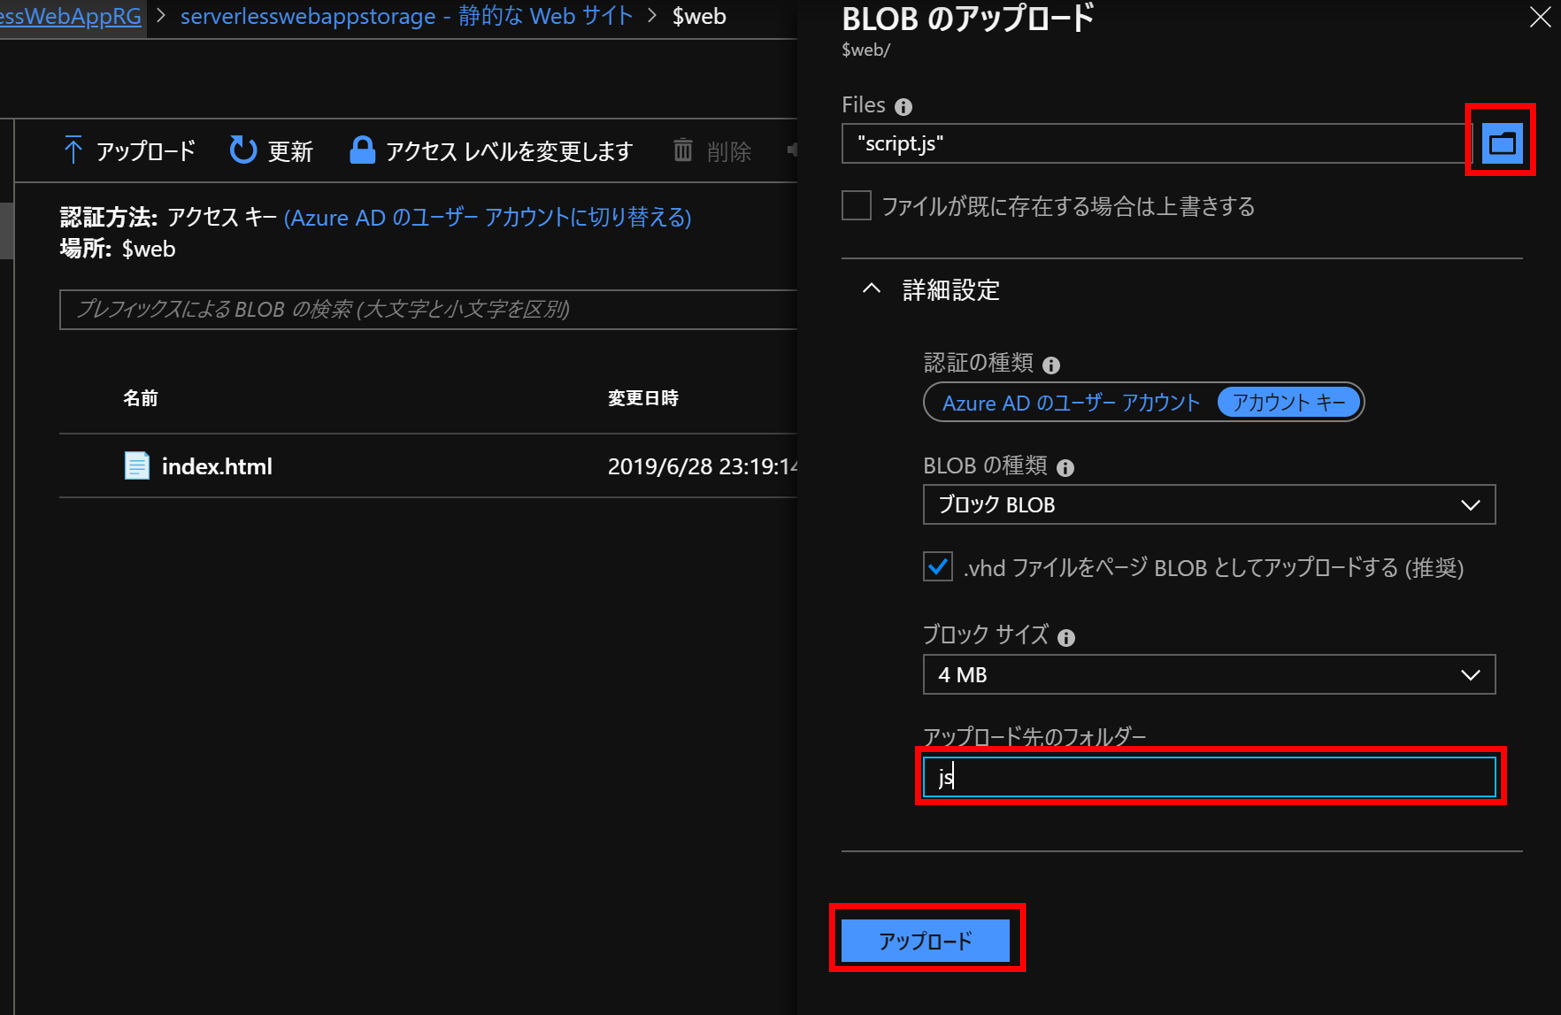 essWebAppRG > serverlesswebappstorage - 静的な Web サイト > $web
アップロード 更新 アクセス レベルを変更します 削除
認証方法: アクセス キー (Azure AD のユーザー アカウントに切り替える)
場所: $web
プレフィックスによる BLOB の検索 (大文字と小文字を区別)
名前 変更日時
index.html 2019/6/28 23:19:14
BLOB のアップロード
$web/
Files
"script.js"
ファイルが既に存在する場合は上書きする
詳細設定
認証の種類
Azure AD のユーザー アカウント アカウント キー
BLOB の種類
ブロック BLOB
.vhd ファイルをページ BLOB としてアップロードする (推奨)
ブロック サイズ
4 MB
アップロード先のフォルダー
js
アップロード